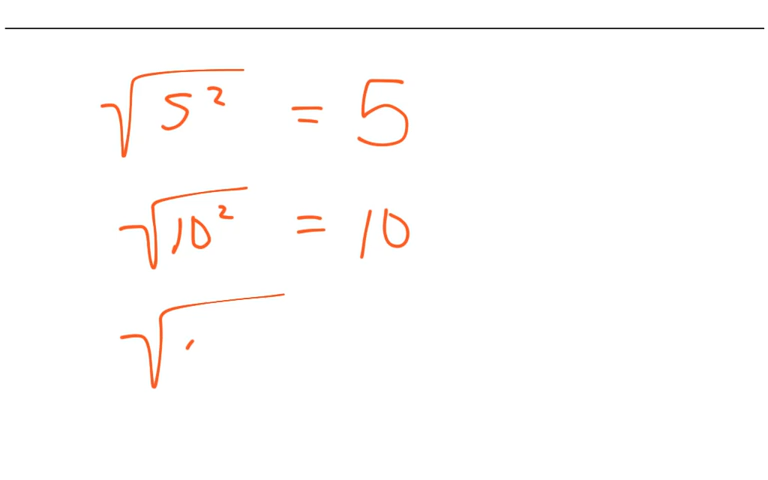 √5² = 5
√10² = 10
√